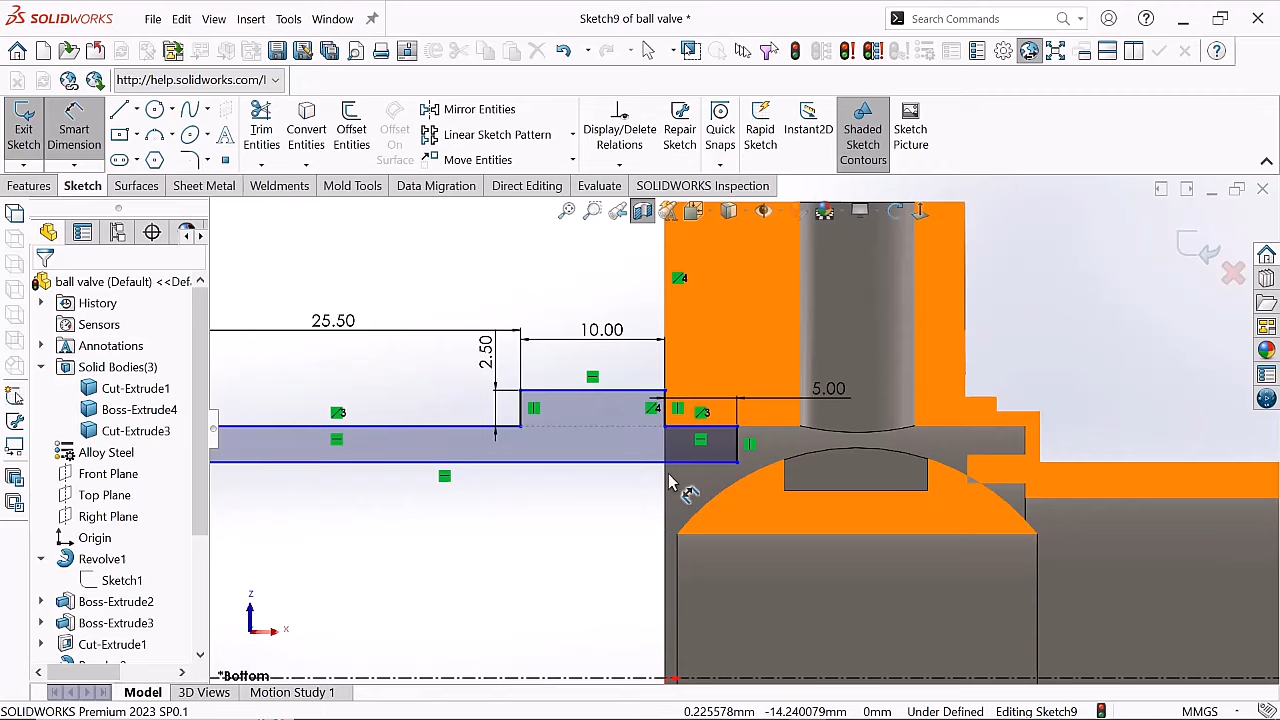 SOLIDWORKS File Edit View Insert Tools Window Sketch9 of ball valve * Search Commands
http://help.solidworks.com/
Exit Sketch
Smart Dimension
Trim Entities
Convert Entities
Offset Entities
Offset On Surface
Mirror Entities
Linear Sketch Pattern
Move Entities
Display/Delete Relations
Repair Sketch
Quick Snaps
Rapid Sketch
Instant2D
Shaded Sketch Contours
Sketch Picture
Features Sketch Surfaces Sheet Metal Weldments Mold Tools Data Migration Direct Editing Evaluate SOLIDWORKS Inspection
ball valve (Default) <<Def
History
Sensors
Annotations
Solid Bodies(3)
Cut-Extrude1
Boss-Extrude4
Cut-Extrude3
Alloy Steel
Front Plane
Top Plane
Right Plane
Origin
Revolve1
Sketch1
Boss-Extrude2
Boss-Extrude3
Cut-Extrude1
25.50
10.00
2.50
5.00
4
3
4
3
z
x
*Bottom
Model 3D Views Motion Study 1
SOLIDWORKS Premium 2023 SP0.1 0.225578mm -14.240079mm 0mm Under Defined Editing Sketch9 MMGS